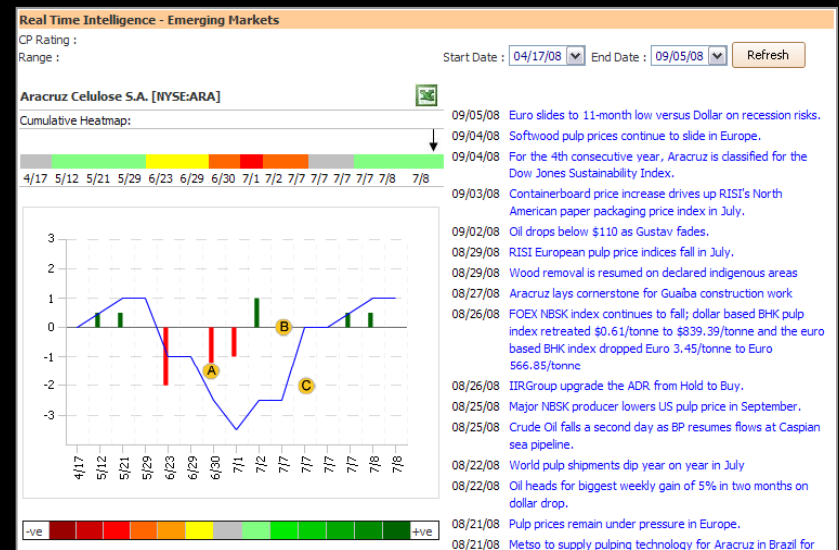 Real Time Intelligence - Emerging Markets
CP Rating :
Range :
Start Date : 04/17/08 End Date : 09/05/08 Refresh
Aracruz Celulose S.A. [NYSE:ARA]
Cumulative Heatmap:
4/17 5/12 5/21 5/29 6/23 6/29 6/30 7/1 7/2 7/7 7/7 7/7 7/7 7/8 7/8
3
2
1
0
-1
-2
-3
A
B
C
4/17 5/12 5/21 5/29 6/23 6/29 6/30 7/1 7/2 7/7 7/7 7/7 7/7 7/8 7/8
-ve +ve
09/05/08 Euro slides to 11-month low versus Dollar on recession risks.
09/04/08 Softwood pulp prices continue to slide in Europe.
09/04/08 For the 4th consecutive year, Aracruz is classified for the
Dow Jones Sustainability Index.
09/03/08 Containerboard price increase drives up RISI's North
American paper packaging price index in July.
09/02/08 Oil drops below $110 as Gustav fades.
08/29/08 RISI European pulp price indices fall in July.
08/29/08 Wood removal is resumed on declared indigenous areas
08/27/08 Aracruz lays cornerstone for Guaíba construction work
08/26/08 FOEX NBSK index continues to fall; dollar based BHK pulp
index retreated $0.61/tonne to $839.39/tonne and the euro
based BHK index dropped Euro 3.45/tonne to Euro
566.85/tonne
08/26/08 IIRGroup upgrade the ADR from Hold to Buy.
08/25/08 Major NBSK producer lowers US pulp price in September.
08/25/08 Crude Oil falls a second day as BP resumes flows at Caspian
sea pipeline.
08/22/08 World pulp shipments dip year on year in July
08/22/08 Oil heads for biggest weekly gain of 5% in two months on
dollar drop.
08/21/08 Pulp prices remain under pressure in Europe.
08/21/08 Metso to supply pulping technology for Aracruz in Brazil for